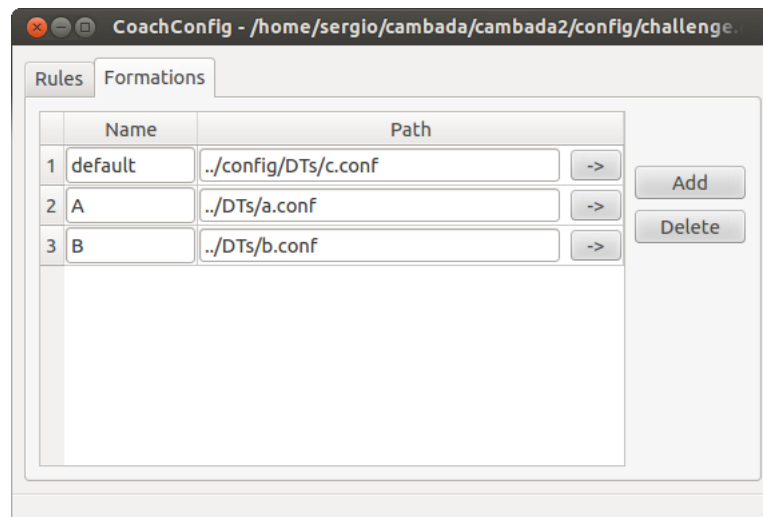 CoachConfig - /home/sergio/cambada/cambada2/config/challenge.
Rules Formations
Name Path
1 default ../config/DTs/c.conf ->
2 A ../DTs/a.conf ->
3 B ../DTs/b.conf ->
Add
Delete